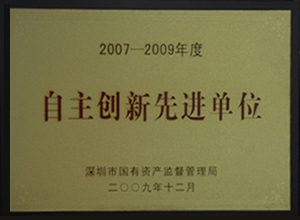 2007—2009年度
自主创新先进单位
深圳市国有资产监督管理局
二〇〇九年十二月